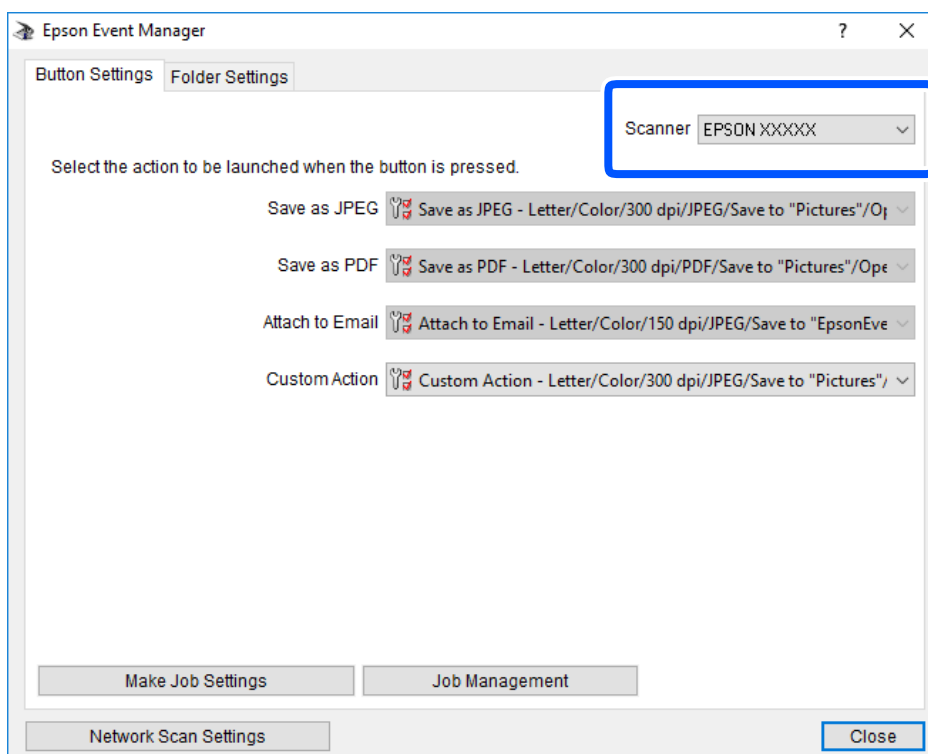 Epson Event Manager
Button Settings Folder Settings
Scanner EPSON XXXXX
Select the action to be launched when the button is pressed.
Save as JPEG Save as JPEG - Letter/Color/300 dpi/JPEG/Save to "Pictures"/Op
Save as PDF Save as PDF - Letter/Color/300 dpi/PDF/Save to "Pictures"/Ope
Attach to Email Attach to Email - Letter/Color/150 dpi/JPEG/Save to "EpsonEve
Custom Action Custom Action - Letter/Color/300 dpi/JPEG/Save to "Pictures"/
Make Job Settings Job Management
Network Scan Settings Close